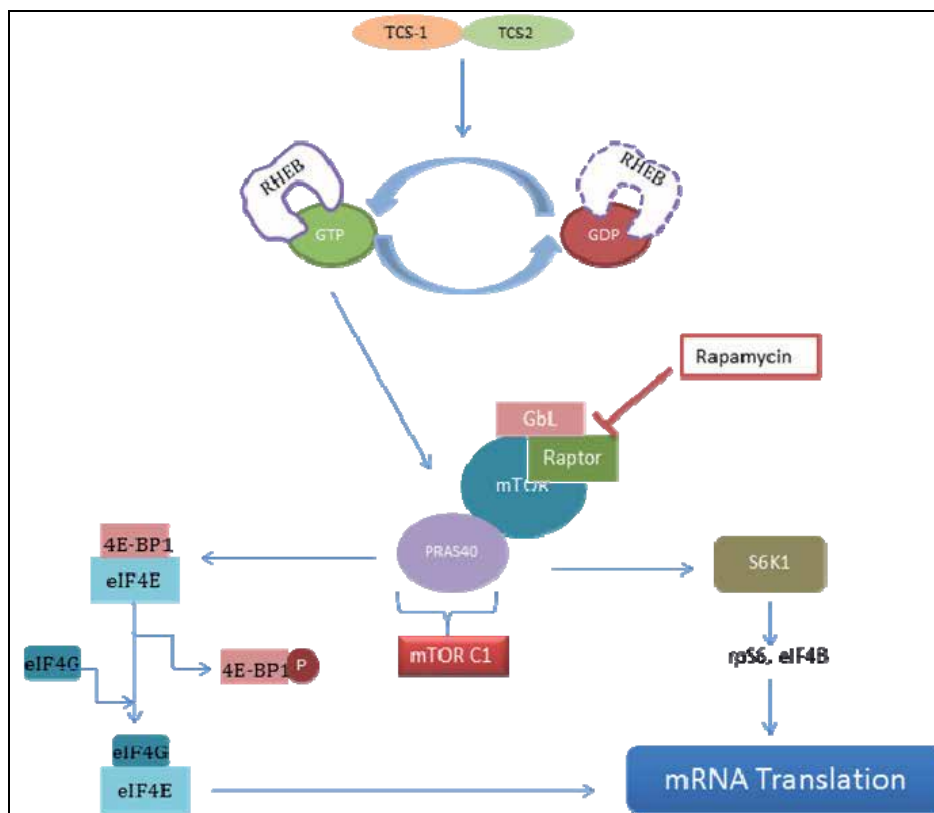 TCS-1
TCS2
RHEB
RHEB
GTP
GDP
Rapamycin
GbL
Raptor
mTOR
PRAS40
4E-BP1
S6K1
eIF4E
mTOR C1
eIF4G
4E-BP1
P
rpS6, eIF4B
eIF4G
eIF4E
mRNA Translation